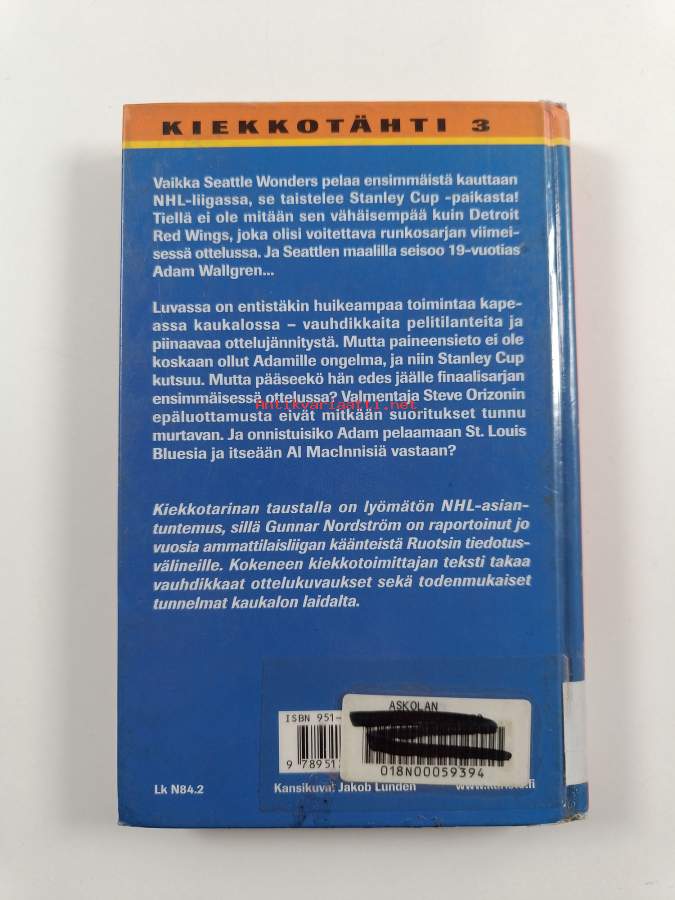 KIEKKOTÄHTI 3
Vaikka Seattle Wonders pelaa ensimmäistä kauttaan
NHL-liigassa, se taistelee Stanley Cup -paikasta!
Tiellä ei ole mitään sen vähäisempää kuin Detroit
Red Wings, joka olisi voitettava runkosarjan viimei-
sessä ottelussa. Ja Seattlen maalilla seisoo 19-vuotias
Adam Wallgren...
Luvassa on entistäkin huikeampaa toimintaa kape-
assa kaukalossa – vauhdikkaita pelitilanteita ja
piinaavaa ottelujännitystä. Mutta paineensieto ei ole
koskaan ollut Adamille ongelma, ja niin Stanley Cup
kutsuu. Mutta pääseekö hän edes jäälle finaalisarjan
ensimmäisessä ottelussa? Valmentaja Steve Orizonin
Antikvariaatti.net
epäluottamusta eivät mitkään suoritukset tunnu
murtavan. Ja onnistuisiko Adam pelaamaan St. Louis
Bluesia ja itseään Al MacInnisiä vastaan?
Kiekkotarinan taustalla on lyömätön NHL-asian-
tuntemus, sillä Gunnar Nordström on raportoinut jo
vuosia ammattilaisliigan käänteistä Ruotsin tiedotus-
välineille. Kokeneen kiekkotoimittajan teksti takaa
vauhdikkaat ottelukuvaukset sekä todenmukaiset
tunnelmat kaukalon laidalta.
ASKOLAN
ISBN 951-
9 78951
018N00059394
Lk N84.2
Kansikuva: Jakob Lundén